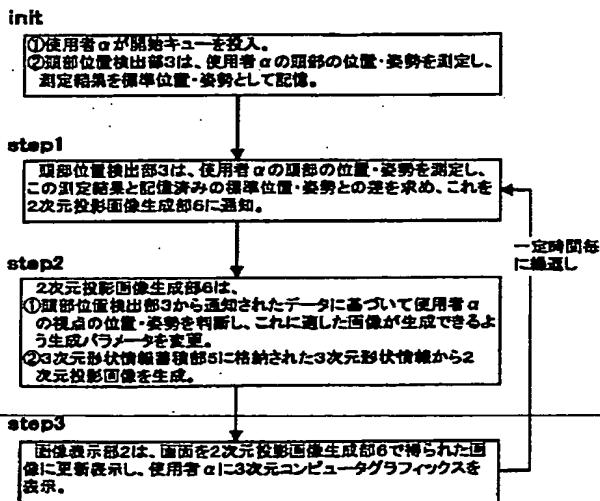 init
①使用者αが開始キューを投入。
②頭部位置検出部3は、使用者αの頭部の位置・姿勢を測定し、
測定結果を標準位置・姿勢として記憶。
step1
頭部位置検出部3は、使用者αの頭部の位置・姿勢を測定し、
この測定結果と記憶済みの標準位置・姿勢との差を求め、これを
2次元投影画像生成部6に通知。
一定時間毎
に繰返し
step2
2次元投影画像生成部6は、
①頭部位置検出部3から通知されたデータに基づいて使用者α
の視点の位置・姿勢を判断し、これに適した画像が生成できるよ
う生成パラメータを変更。
②3次元形状情報蓄積部5に格納された3次元形状情報から2
次元投影画像を生成。
step3
画像表示部2は、画面を2次元投影画像生成部6で得られた画
像に更新表示し、使用者αに3次元コンピュータグラフィックスを
表示。